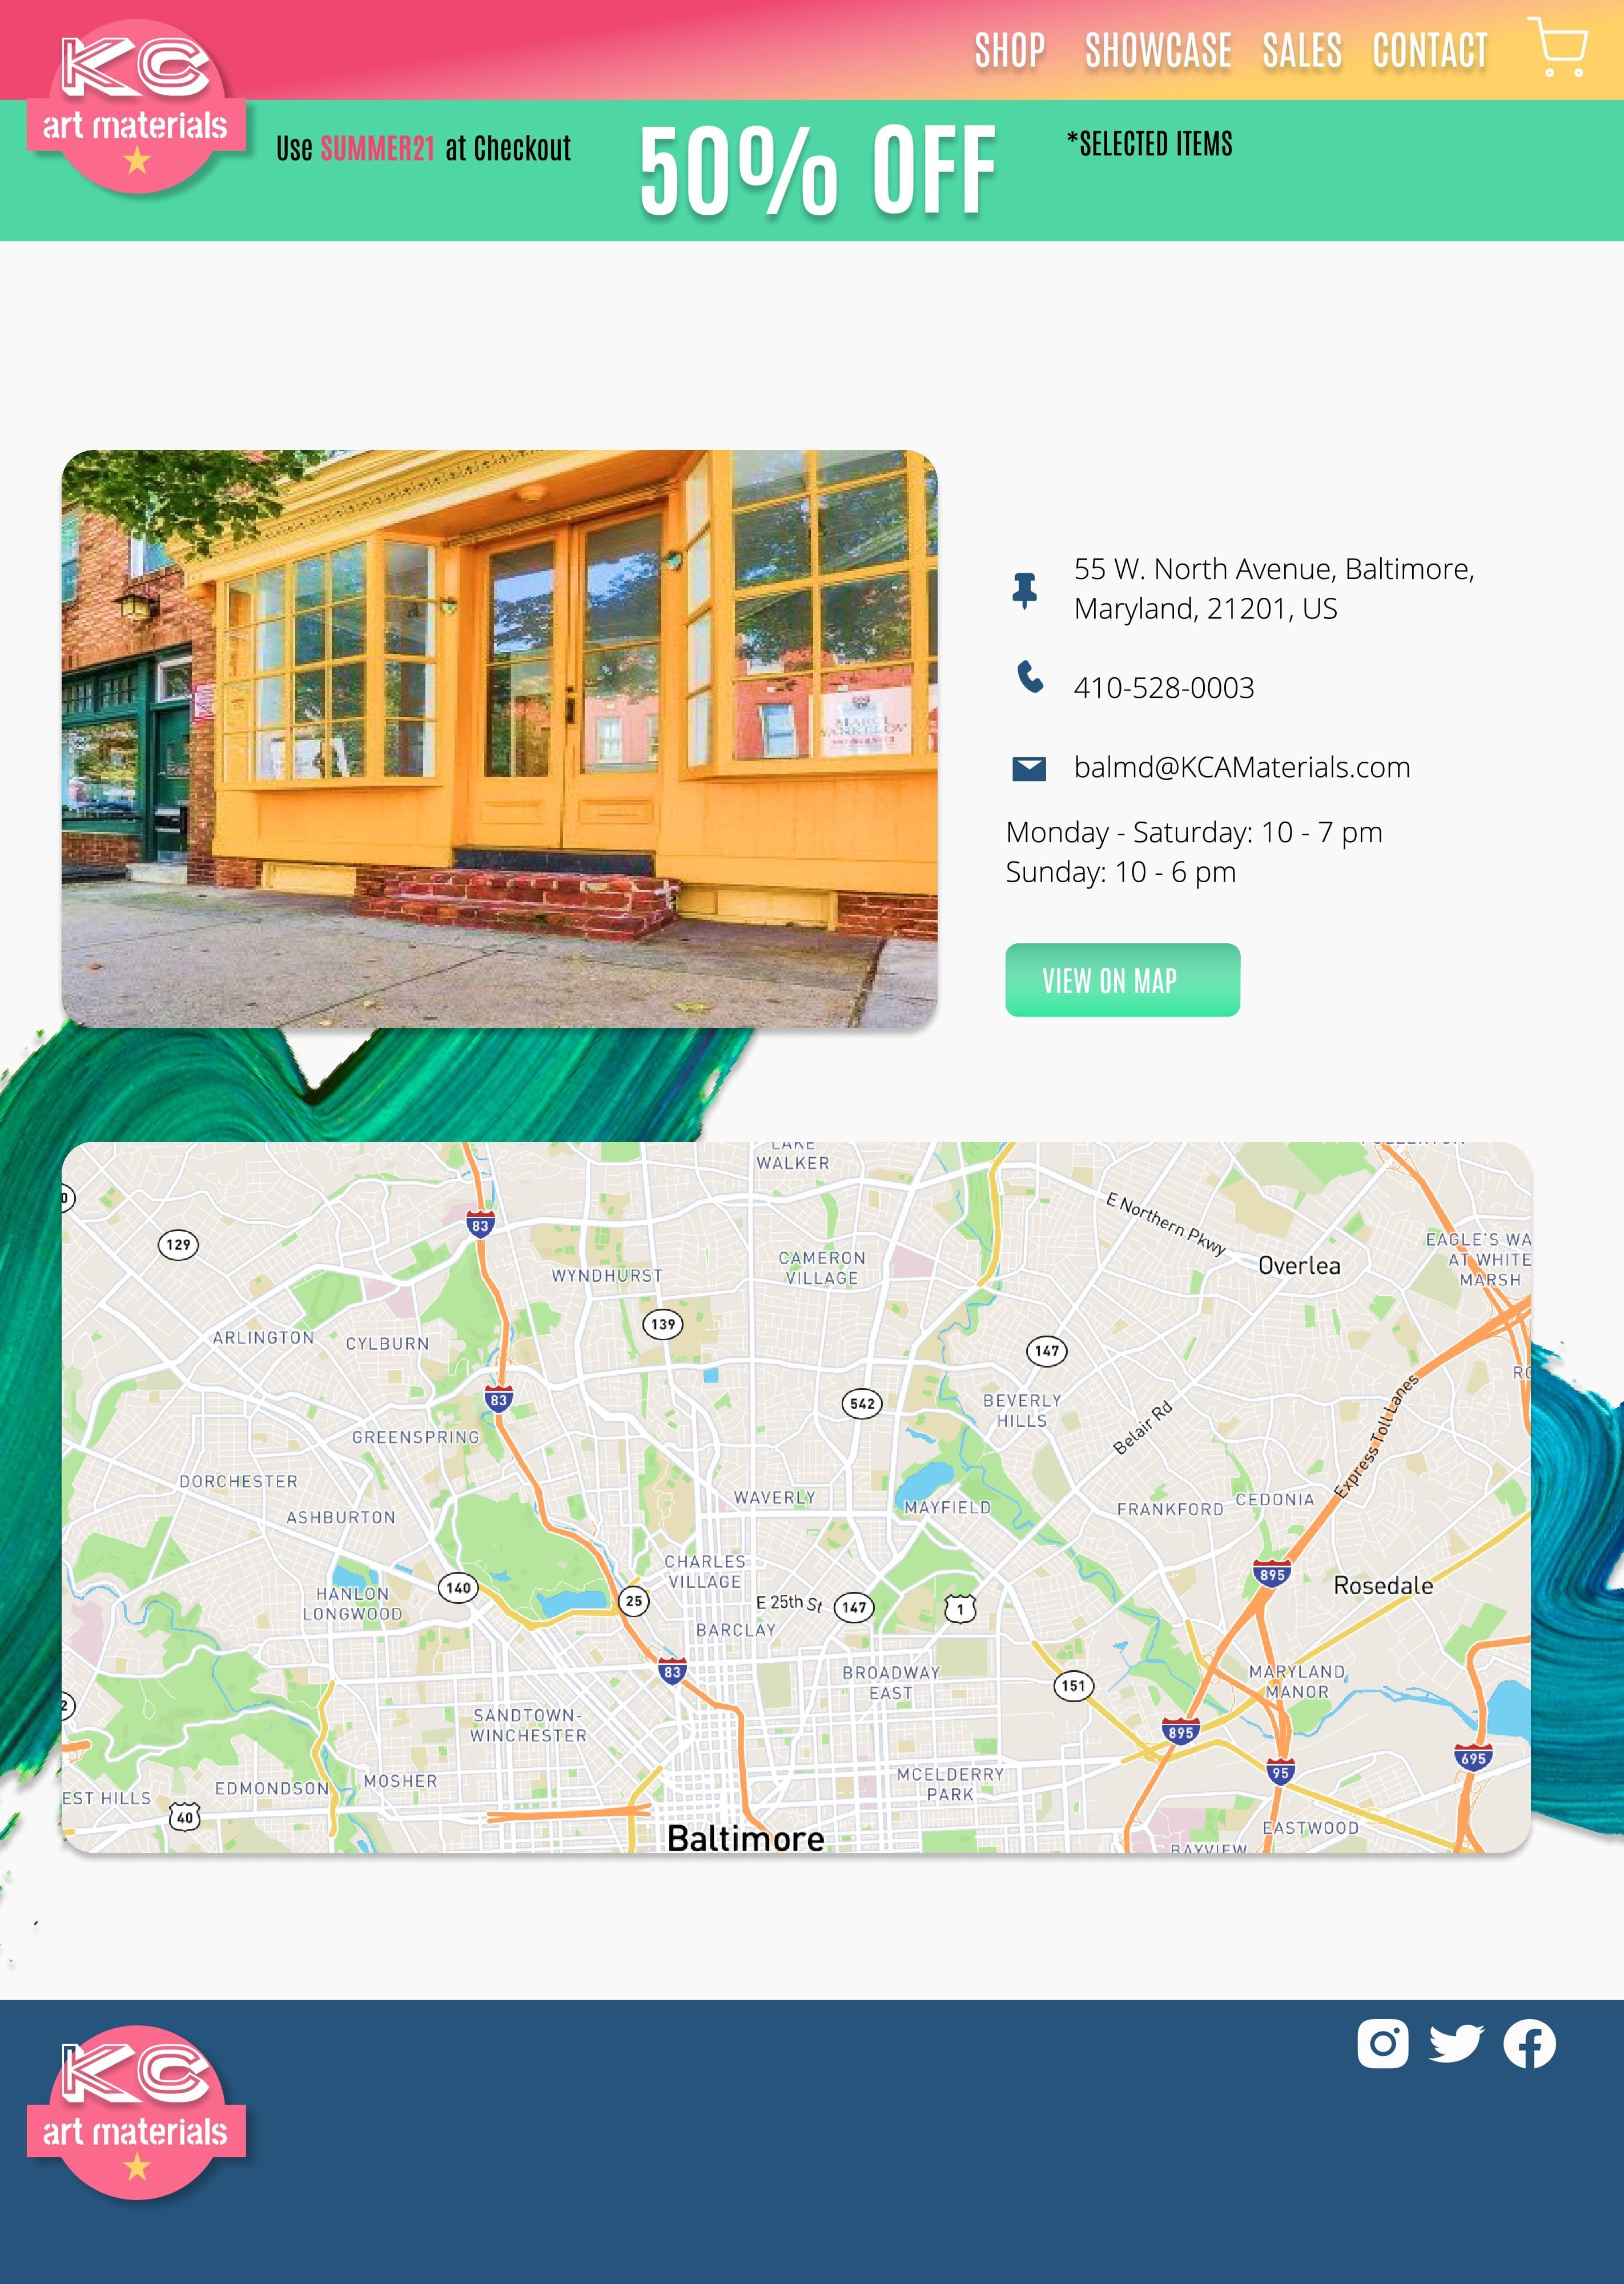 KC
art materials
SHOP SHOWCASE SALES CONTACT
Use SUMMER21 at Checkout
50% OFF
*SELECTED ITEMS
55 W. North Avenue, Baltimore,
Maryland, 21201, US
410-528-0003
balmd@KCAMaterials.com
Monday - Saturday: 10 - 7 pm
Sunday: 10 - 6 pm
VIEW ON MAP
LAKE
WALKER
83
E Northern Pkwy
129
EAGLE'S WA
AT WHITE
MARSH
Overlea
CAMERON
VILLAGE
WYNDHURST
139
ARLINGTON
CYLBURN
147
83
542
BEVERLY
HILLS
Belair Rd
Express Toll Lanes
GREENSPRING
DORCHESTER
WAVERLY
MAYFIELD
FRANKFORD
CEDONIA
ASHBURTON
CHARLES
VILLAGE
895
Rosedale
140
HANLON
LONGWOOD
25
E 25th St
147
1
BARCLAY
83
BROADWAY
EAST
151
MARYLAND
MANOR
SANDTOWN-
WINCHESTER
895
695
95
MCELDERRY
PARK
EDMONDSON
MOSHER
EST HILLS
40
EASTWOOD
Baltimore
BAYVIEW
KC
art materials